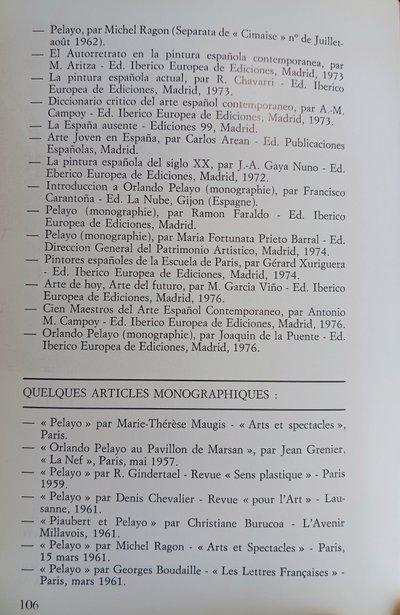 — Pelayo, par Michel Ragon (Separata de « Cimaise » nº de Juillet-
août 1962).
— El Autorretrato en la pintura española contemporanea, par
M. Aritza - Ed. Iberico Europea de Ediciones, Madrid, 1973
— La pintura española actual, par R. Chavarri - Ed. Iberico
Europea de Ediciones, Madrid, 1973.
— Diccionario critico del arte español contemporaneo, par A.-M.
Campoy - Ed. Iberico Europea de Ediciones, Madrid, 1973.
— La España ausente - Ediciones 99, Madrid.
— Arte Joven en España, par Carlos Arean - Ed. Publicaciones
Españolas, Madrid.
— La pintura española del siglo XX, par J.-A. Gaya Nuno - Ed.
Eberico Europea de Ediciones, Madrid, 1972.
— Introduccion a Orlando Pelayo (monographie), par Francisco
Carantoña - Ed. La Nube, Gijon (Espagne).
— Pelayo (monographie), par Ramon Faraldo - Ed. Iberico
Europea de Ediciones, Madrid.
— Pelayo (monographie), par Maria Fortunata Prieto Barral - Ed.
Direccion General del Patrimonio Artistico, Madrid, 1974.
— Pintores españoles de la Escuela de Paris, par Gérard Xuriguera
- Ed. Iberico Europea de Ediciones, Madrid, 1974.
— Arte de hoy, Arte del futuro, par M. Garcia Viño - Ed. Iberico
Europea de Ediciones, Madrid, 1976.
— Cien Maestros del Arte Español Contemporaneo, par Antonio
M. Campoy - Ed. Iberico Europea de Ediciones, Madrid, 1976.
— Orlando Pelayo (monographie), par Joaquin de la Puente - Ed.
Iberico Europea de Ediciones, Madrid, 1976.
QUELQUES ARTICLES MONOGRAPHIQUES :
— « Pelayo » par Marie-Thérèse Maugis - « Arts et spectacles »,
Paris.
— « Orlando Pelayo au Pavillon de Marsan », par Jean Grenier,
« La Nef », Paris, mai 1957.
— « Pelayo » par R. Gindertael - Revue « Sens plastique » - Paris
1959.
— « Pelayo » par Denis Chevalier - Revue « pour l'Art » - Lau-
sanne, 1961.
— « Piaubert et Pelayo » par Christiane Burucoa - L'Avenir
Millavois, 1961.
— « Pelayo » par Michel Ragon - « Arts et Spectacles » - Paris,
15 mars 1961.
— « Pelayo » par Georges Boudaille - « Les Lettres Françaises » -
Paris, mars 1961.
106